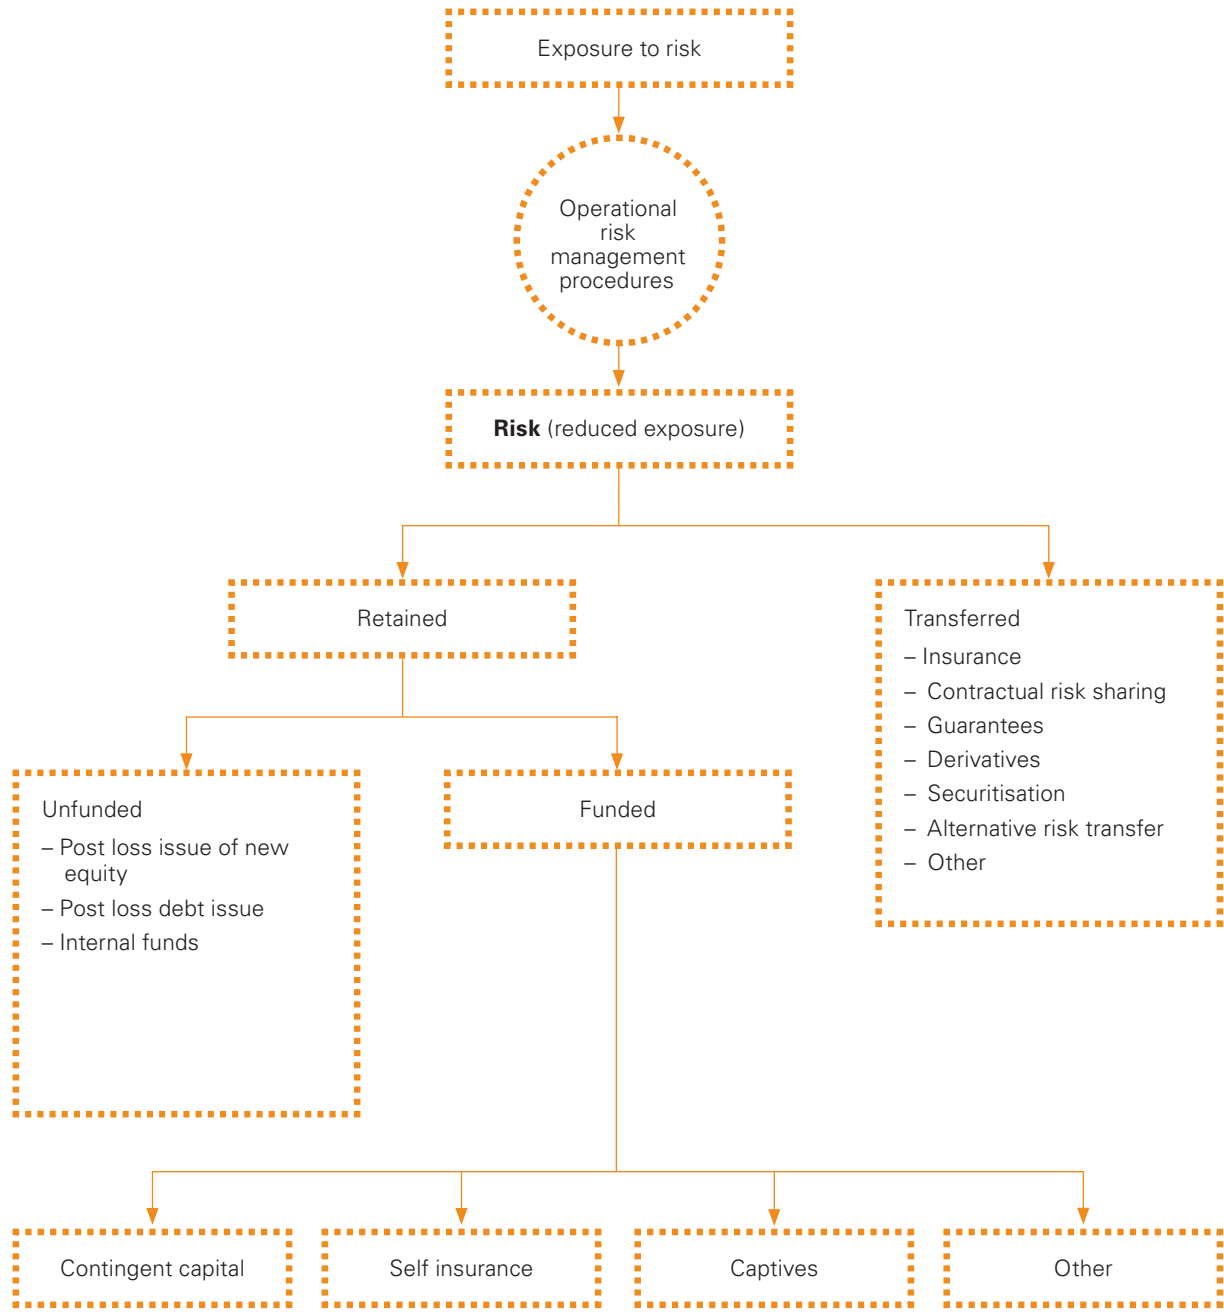 Exposure to risk
Operational
risk
management
procedures
Risk (reduced exposure)
Retained
Transferred
– Insurance
– Contractual risk sharing
– Guarantees
– Derivatives
– Securitisation
– Alternative risk transfer
– Other
Unfunded
– Post loss issue of new
equity
– Post loss debt issue
– Internal funds
Funded
Contingent capital
Self insurance
Captives
Other